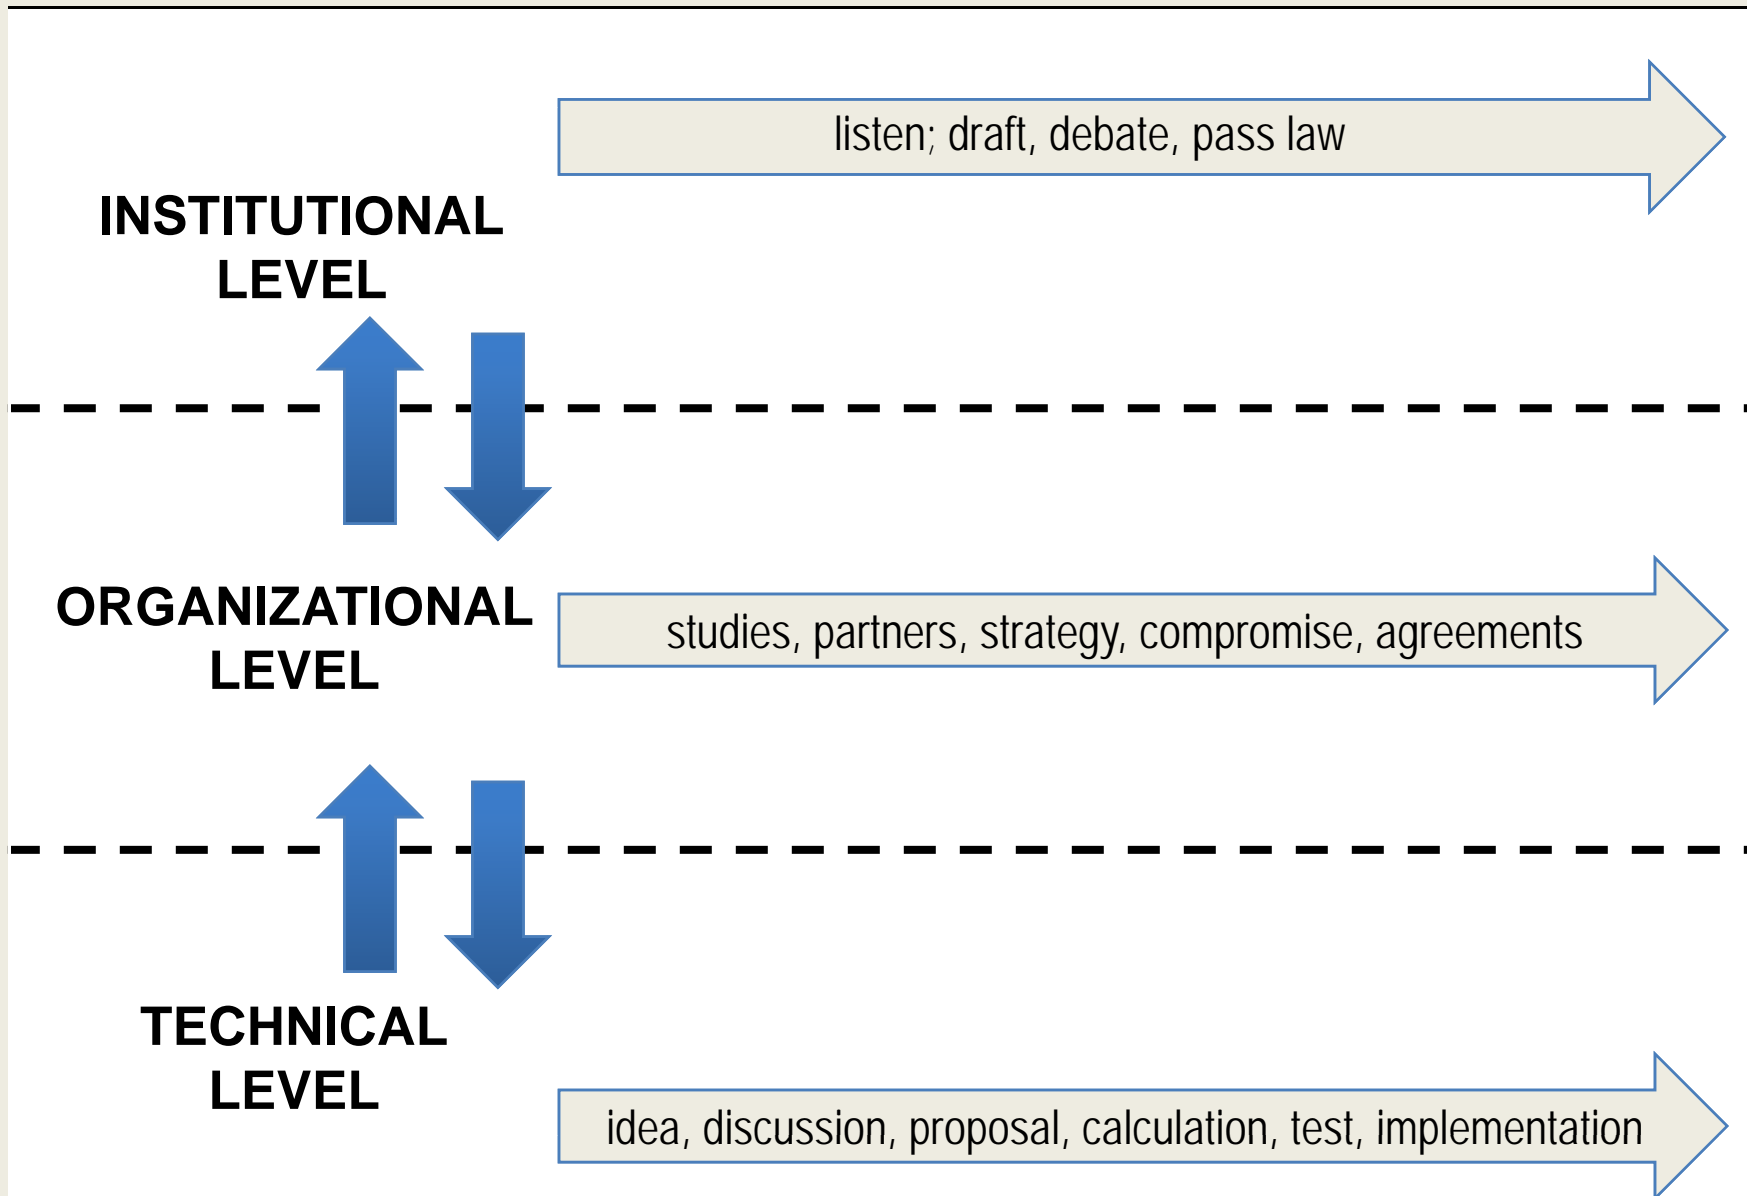 listen; draft, debate, pass law
INSTITUTIONAL
LEVEL
ORGANIZATIONAL
LEVEL
studies, partners, strategy, compromise, agreements
TECHNICAL
LEVEL
idea, discussion, proposal, calculation, test, implementation